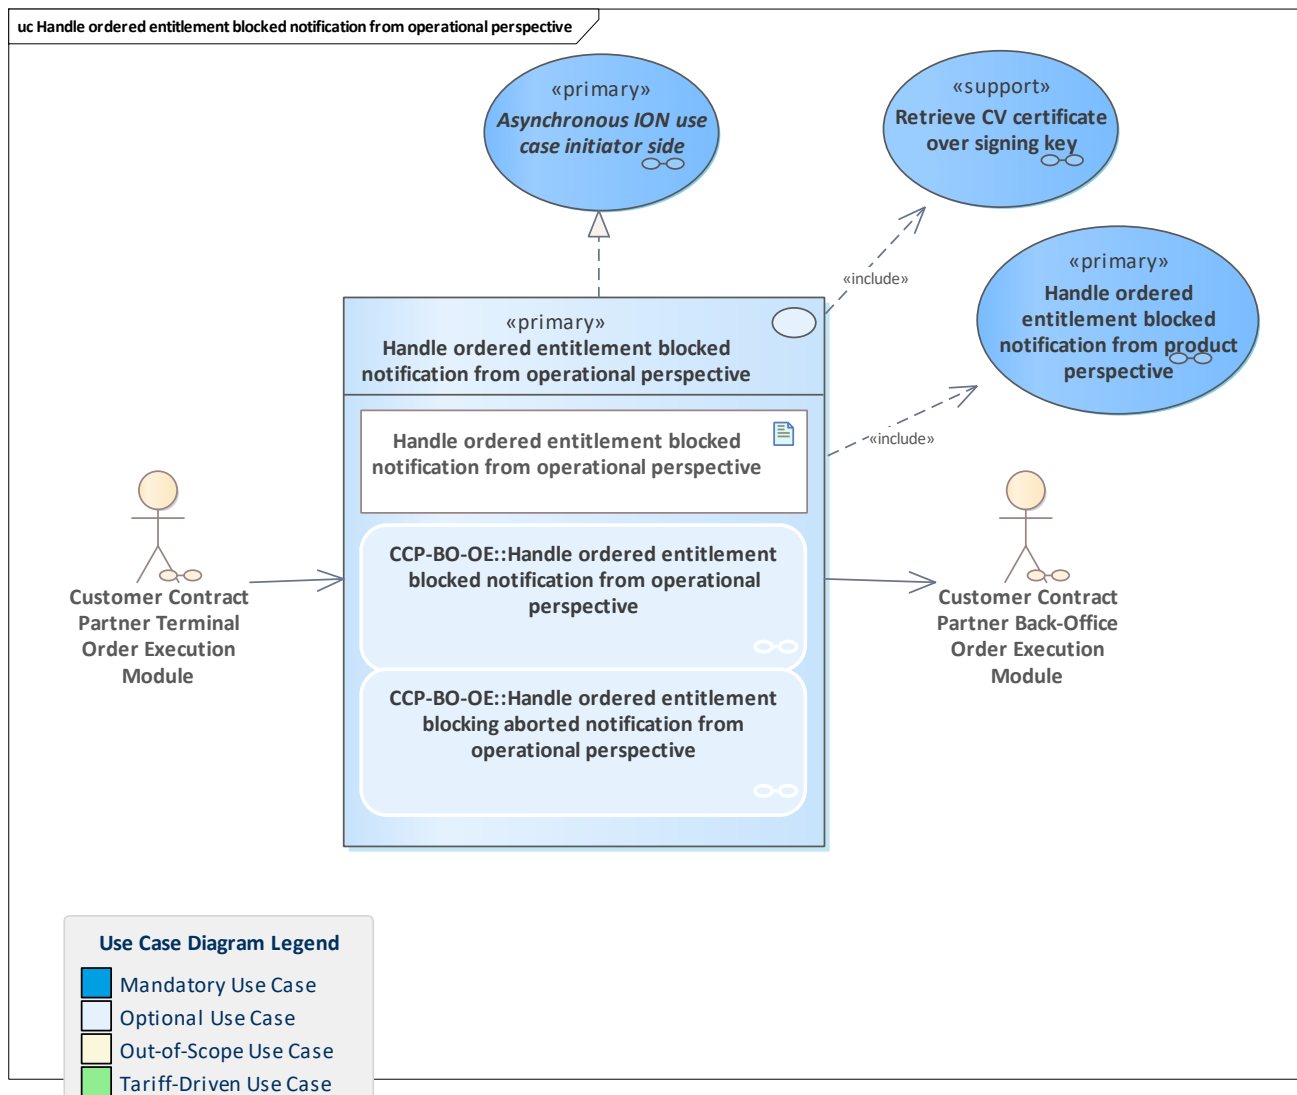 uc Handle ordered entitlement blocked notification from operational perspective
«primary»
Asynchronous ION use
case initiator side
«support»
Retrieve CV certificate
over signing key
«include»
«primary»
Handle ordered
entitlement blocked
notification from product
perspective
«include»
«primary»
Handle ordered entitlement blocked
notification from operational perspective
Handle ordered entitlement blocked
notification from operational perspective
CCP-BO-OE::Handle ordered entitlement
blocked notification from operational
perspective
CCP-BO-OE::Handle ordered entitlement
blocking aborted notification from
operational perspective
Customer Contract
Partner Terminal
Order Execution
Module
Customer Contract
Partner Back-Office
Order Execution
Module
Use Case Diagram Legend
Mandatory Use Case
Optional Use Case
Out-of-Scope Use Case
Tariff-Driven Use Case